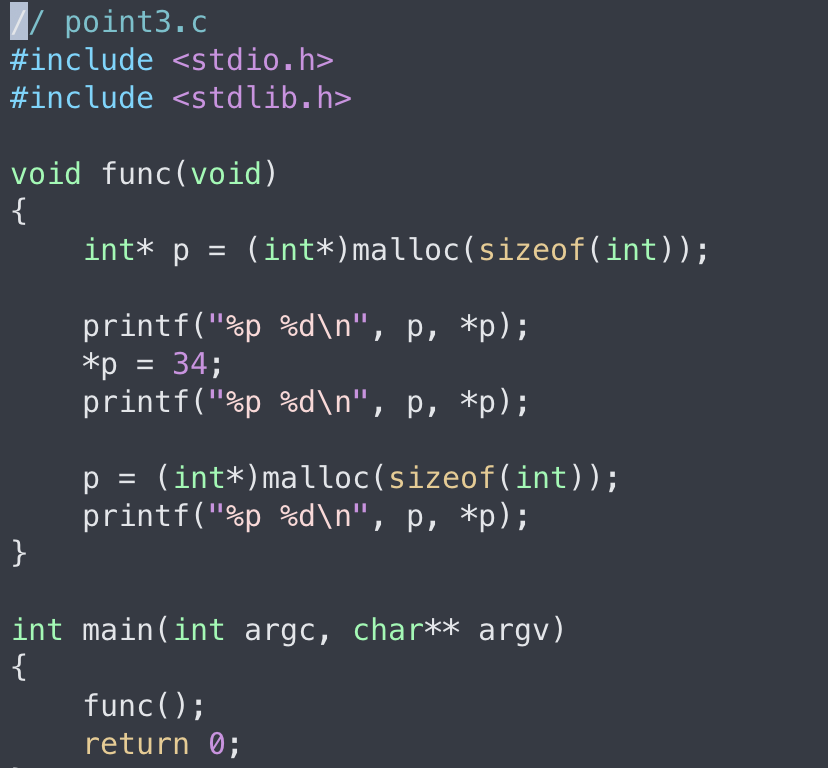 // point3.c
#include <stdio.h>
#include <stdlib.h>

void func(void)
{
    int* p = (int*)malloc(sizeof(int));

    printf("%p %d\n", p, *p);
    *p = 34;
    printf("%p %d\n", p, *p);

    p = (int*)malloc(sizeof(int));
    printf("%p %d\n", p, *p);
}

int main(int argc, char** argv)
{
    func();
    return 0;